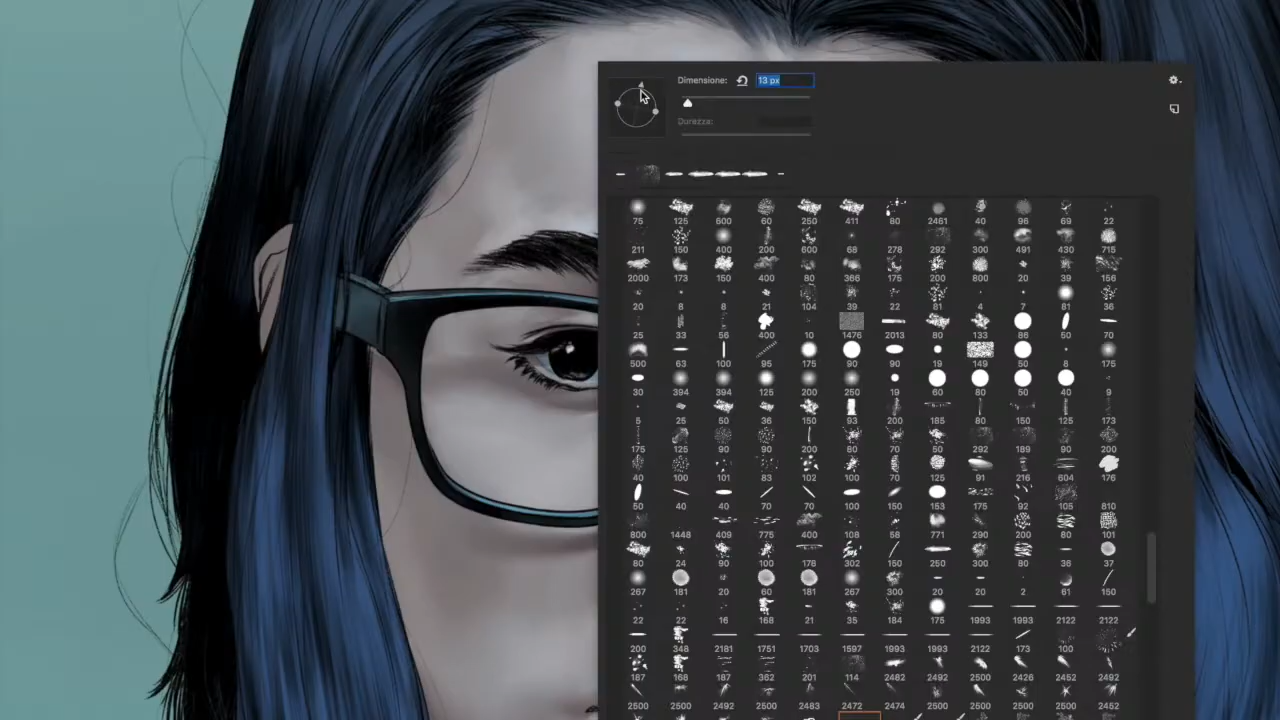 Dimensione: 13 px
Durezza:
75 125 600 60 250 411 80 2461 40 96 69 22
211 150 400 200 600 68 278 292 300 491 430 715
2000 173 150 400 80 366 175 200 800 20 39 156
20 8 8 21 104 39 22 81 4 7 81 36
25 33 56 400 10 1476 2013 80 133 86 50 70
500 63 100 95 175 90 90 19 149 50 8 175
30 394 394 125 200 250 19 60 80 50 40 9
5 25 50 36 150 93 200 185 80 150 125 173
175 125 90 90 200 80 70 50 292 189 90 200
40 100 101 83 102 100 70 125 91 216 604 176
50 40 40 70 70 100 150 153 175 92 105 810
800 1448 409 775 400 108 58 771 290 200 80 101
80 24 90 100 178 302 150 250 300 80 36 37
267 181 20 60 181 267 300 20 20 2 61 150
22 22 16 168 21 35 184 175 1993 1993 2122 2122
200 348 2181 1751 1703 1597 1993 1993 2122 173 100
187 168 187 362 201 114 2482 2492 2500 2426 2452 2492
2500 2500 2492 2500 2483 2472 2474 2500 2500 2500 2500 2452